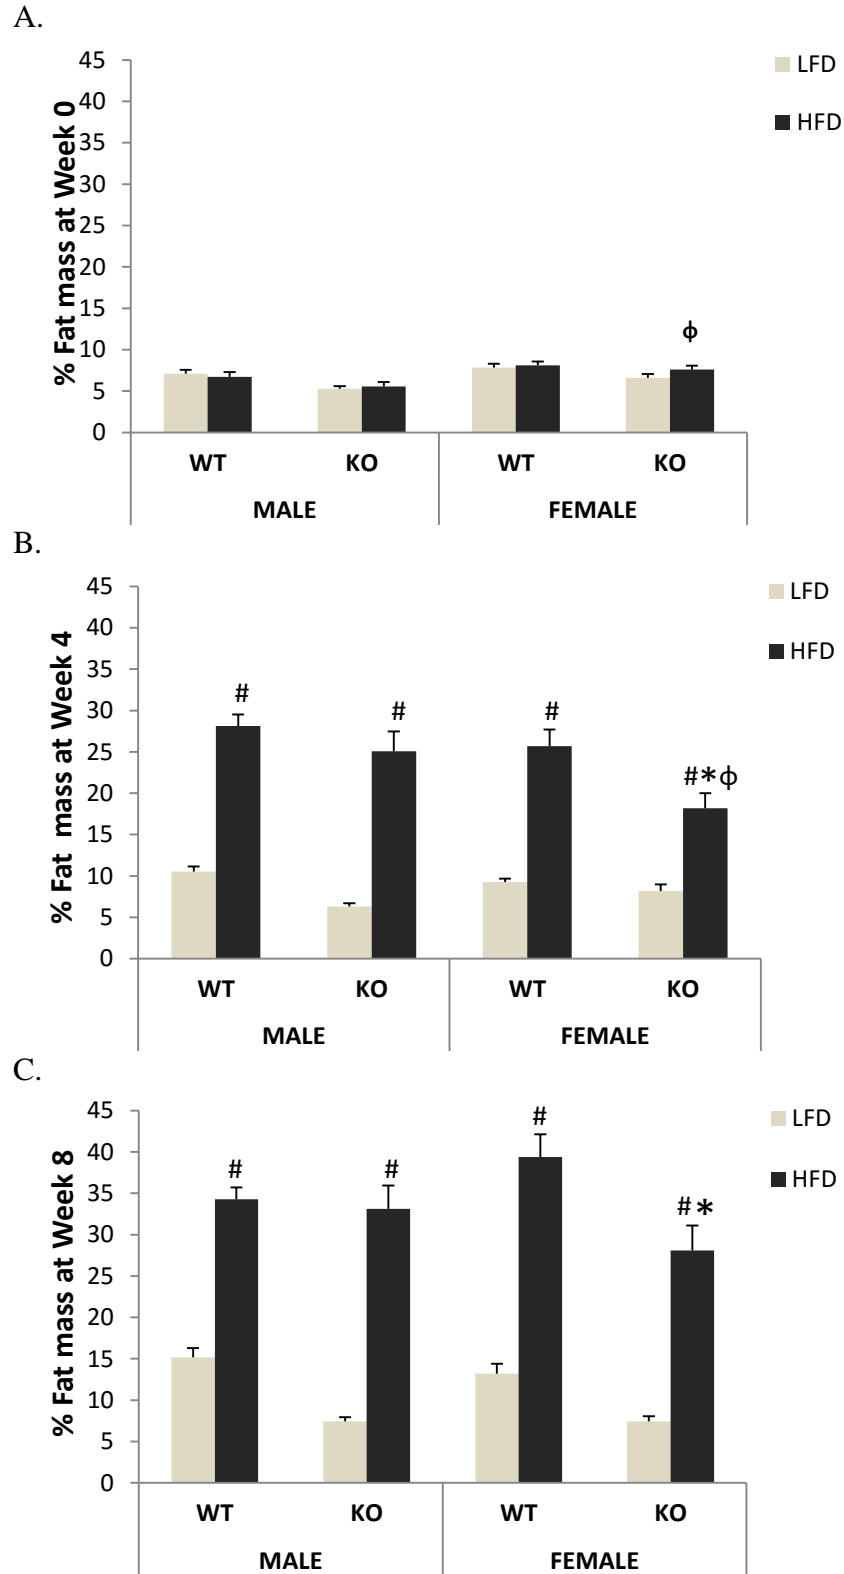 A.
% Fat mass at Week 0
45
40
35
30
25
20
15
10
5
0
LFD
HFD
ϕ
WT KO WT KO
MALE FEMALE
B.
% Fat mass at Week 4
45
40
35
30
25
20
15
10
5
0
LFD
HFD
# # # #*ϕ
WT KO WT KO
MALE FEMALE
C.
% Fat mass at Week 8
45
40
35
30
25
20
15
10
5
0
LFD
HFD
# # # #*
WT KO WT KO
MALE FEMALE